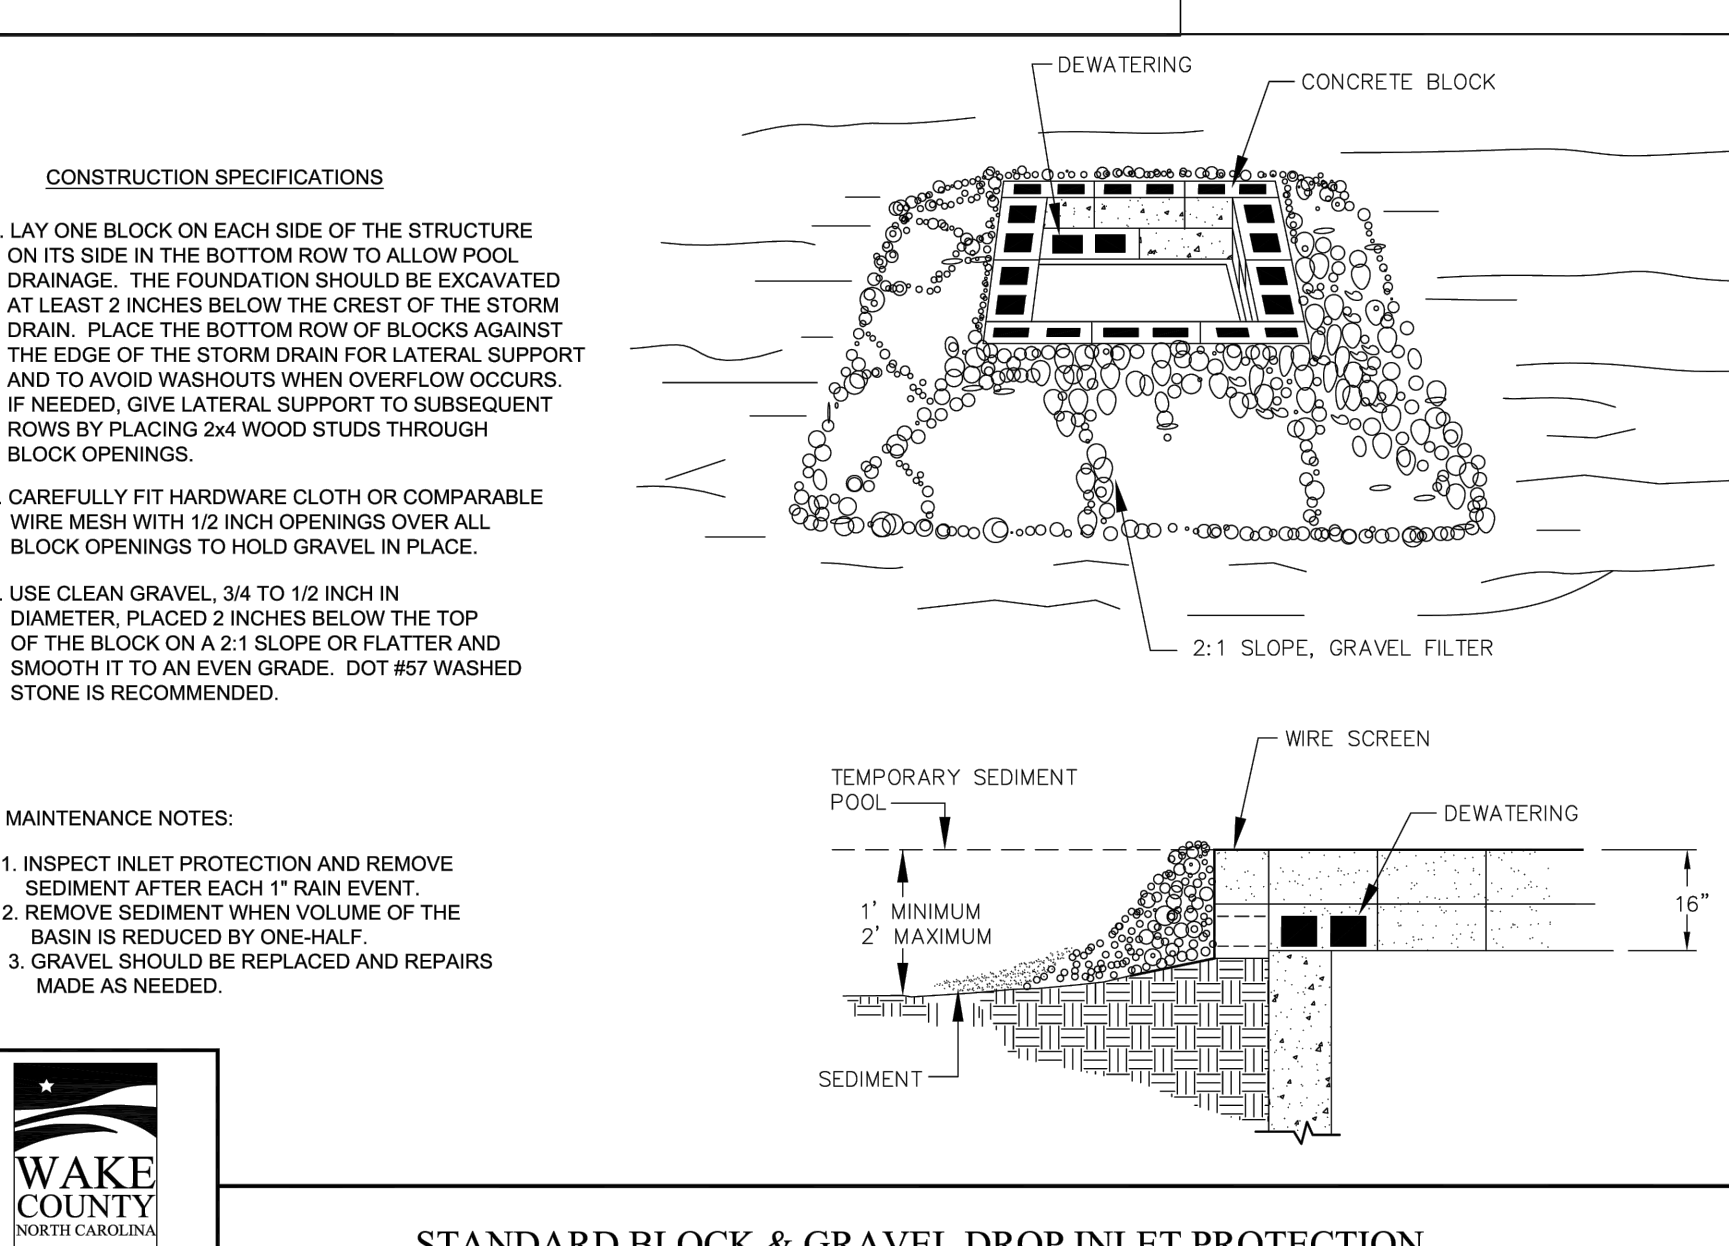 CONSTRUCTION SPECIFICATIONS
. LAY ONE BLOCK ON EACH SIDE OF THE STRUCTURE
ON ITS SIDE IN THE BOTTOM ROW TO ALLOW POOL
DRAINAGE. THE FOUNDATION SHOULD BE EXCAVATED
AT LEAST 2 INCHES BELOW THE CREST OF THE STORM
DRAIN. PLACE THE BOTTOM ROW OF BLOCKS AGAINST
THE EDGE OF THE STORM DRAIN FOR LATERAL SUPPORT
AND TO AVOID WASHOUTS WHEN OVERFLOW OCCURS.
IF NEEDED, GIVE LATERAL SUPPORT TO SUBSEQUENT
ROWS BY PLACING 2x4 WOOD STUDS THROUGH
BLOCK OPENINGS.
. CAREFULLY FIT HARDWARE CLOTH OR COMPARABLE
WIRE MESH WITH 1/2 INCH OPENINGS OVER ALL
BLOCK OPENINGS TO HOLD GRAVEL IN PLACE.
. USE CLEAN GRAVEL, 3/4 TO 1/2 INCH IN
DIAMETER, PLACED 2 INCHES BELOW THE TOP
OF THE BLOCK ON A 2:1 SLOPE OR FLATTER AND
SMOOTH IT TO AN EVEN GRADE. DOT #57 WASHED
STONE IS RECOMMENDED.
MAINTENANCE NOTES:
1. INSPECT INLET PROTECTION AND REMOVE
SEDIMENT AFTER EACH 1" RAIN EVENT.
2. REMOVE SEDIMENT WHEN VOLUME OF THE
BASIN IS REDUCED BY ONE-HALF.
3. GRAVEL SHOULD BE REPLACED AND REPAIRS
MADE AS NEEDED.
DEWATERING
CONCRETE BLOCK
2:1 SLOPE, GRAVEL FILTER
WIRE SCREEN
TEMPORARY SEDIMENT
POOL
DEWATERING
1' MINIMUM
2' MAXIMUM
16"
SEDIMENT
WAKE
COUNTY
NORTH CAROLINA
STANDARD BLOCK & GRAVEL DROP INLET PROTECTION